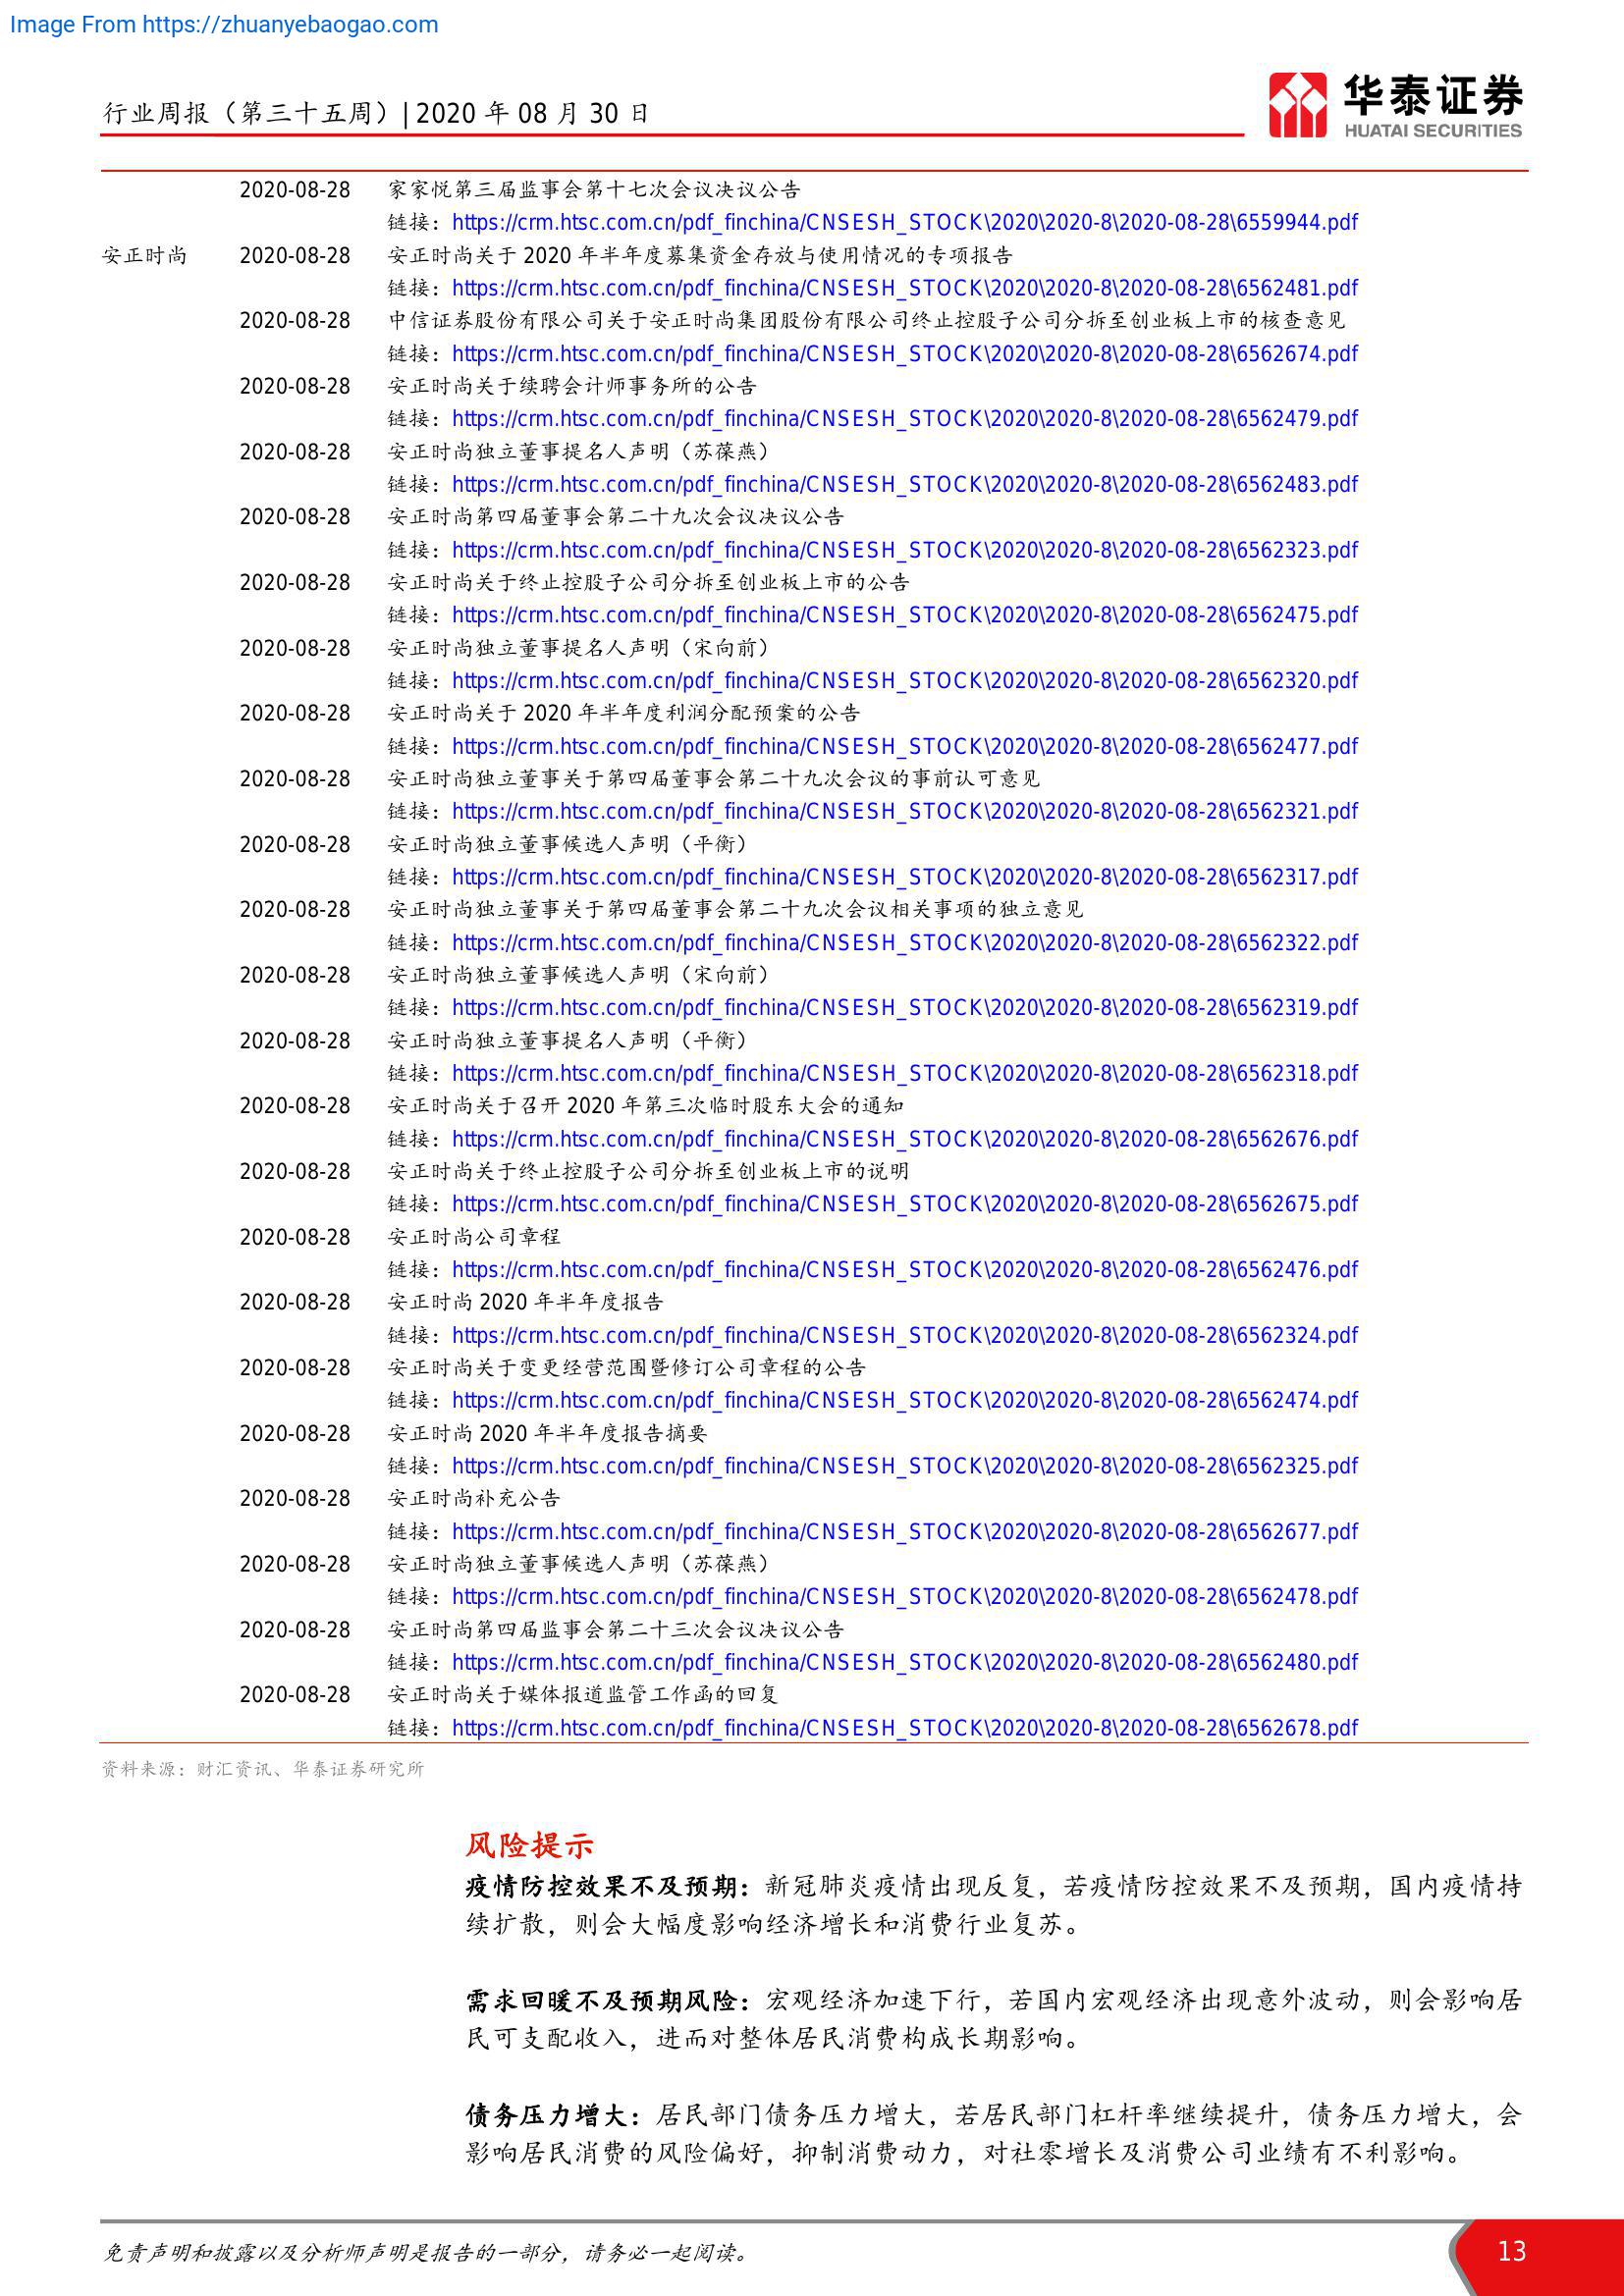 Image From https://zhuanyebaogao.com
行业周报（第三十五周）| 2020 年 08 月 30 日
华泰证券
HUATAI SECURITIES
2020-08-28 家家悦第三届监事会第十七次会议决议公告
链接：https://crm.htsc.com.cn/pdf_finchina/CNSESH_STOCK\2020\2020-8\2020-08-28\6559944.pdf
安正时尚 2020-08-28 安正时尚关于 2020 年半年度募集资金存放与使用情况的专项报告
链接：https://crm.htsc.com.cn/pdf_finchina/CNSESH_STOCK\2020\2020-8\2020-08-28\6562481.pdf
2020-08-28 中信证券股份有限公司关于安正时尚集团股份有限公司终止控股子公司分拆至创业板上市的核查意见
链接：https://crm.htsc.com.cn/pdf_finchina/CNSESH_STOCK\2020\2020-8\2020-08-28\6562674.pdf
2020-08-28 安正时尚关于续聘会计师事务所的公告
链接：https://crm.htsc.com.cn/pdf_finchina/CNSESH_STOCK\2020\2020-8\2020-08-28\6562479.pdf
2020-08-28 安正时尚独立董事提名人声明（苏葆燕）
链接：https://crm.htsc.com.cn/pdf_finchina/CNSESH_STOCK\2020\2020-8\2020-08-28\6562483.pdf
2020-08-28 安正时尚第四届董事会第二十九次会议决议公告
链接：https://crm.htsc.com.cn/pdf_finchina/CNSESH_STOCK\2020\2020-8\2020-08-28\6562323.pdf
2020-08-28 安正时尚关于终止控股子公司分拆至创业板上市的公告
链接：https://crm.htsc.com.cn/pdf_finchina/CNSESH_STOCK\2020\2020-8\2020-08-28\6562475.pdf
2020-08-28 安正时尚独立董事提名人声明（宋向前）
链接：https://crm.htsc.com.cn/pdf_finchina/CNSESH_STOCK\2020\2020-8\2020-08-28\6562320.pdf
2020-08-28 安正时尚关于 2020 年半年度利润分配预案的公告
链接：https://crm.htsc.com.cn/pdf_finchina/CNSESH_STOCK\2020\2020-8\2020-08-28\6562477.pdf
2020-08-28 安正时尚独立董事关于第四届董事会第二十九次会议的事前认可意见
链接：https://crm.htsc.com.cn/pdf_finchina/CNSESH_STOCK\2020\2020-8\2020-08-28\6562321.pdf
2020-08-28 安正时尚独立董事候选人声明（平衡）
链接：https://crm.htsc.com.cn/pdf_finchina/CNSESH_STOCK\2020\2020-8\2020-08-28\6562317.pdf
2020-08-28 安正时尚独立董事关于第四届董事会第二十九次会议相关事项的独立意见
链接：https://crm.htsc.com.cn/pdf_finchina/CNSESH_STOCK\2020\2020-8\2020-08-28\6562322.pdf
2020-08-28 安正时尚独立董事候选人声明（宋向前）
链接：https://crm.htsc.com.cn/pdf_finchina/CNSESH_STOCK\2020\2020-8\2020-08-28\6562319.pdf
2020-08-28 安正时尚独立董事提名人声明（平衡）
链接：https://crm.htsc.com.cn/pdf_finchina/CNSESH_STOCK\2020\2020-8\2020-08-28\6562318.pdf
2020-08-28 安正时尚关于召开 2020 年第三次临时股东大会的通知
链接：https://crm.htsc.com.cn/pdf_finchina/CNSESH_STOCK\2020\2020-8\2020-08-28\6562676.pdf
2020-08-28 安正时尚关于终止控股子公司分拆至创业板上市的说明
链接：https://crm.htsc.com.cn/pdf_finchina/CNSESH_STOCK\2020\2020-8\2020-08-28\6562675.pdf
2020-08-28 安正时尚公司章程
链接：https://crm.htsc.com.cn/pdf_finchina/CNSESH_STOCK\2020\2020-8\2020-08-28\6562476.pdf
2020-08-28 安正时尚 2020 年半年度报告
链接：https://crm.htsc.com.cn/pdf_finchina/CNSESH_STOCK\2020\2020-8\2020-08-28\6562324.pdf
2020-08-28 安正时尚关于变更经营范围暨修订公司章程的公告
链接：https://crm.htsc.com.cn/pdf_finchina/CNSESH_STOCK\2020\2020-8\2020-08-28\6562474.pdf
2020-08-28 安正时尚 2020 年半年度报告摘要
链接：https://crm.htsc.com.cn/pdf_finchina/CNSESH_STOCK\2020\2020-8\2020-08-28\6562325.pdf
2020-08-28 安正时尚补充公告
链接：https://crm.htsc.com.cn/pdf_finchina/CNSESH_STOCK\2020\2020-8\2020-08-28\6562677.pdf
2020-08-28 安正时尚独立董事候选人声明（苏葆燕）
链接：https://crm.htsc.com.cn/pdf_finchina/CNSESH_STOCK\2020\2020-8\2020-08-28\6562478.pdf
2020-08-28 安正时尚第四届监事会第二十三次会议决议公告
链接：https://crm.htsc.com.cn/pdf_finchina/CNSESH_STOCK\2020\2020-8\2020-08-28\6562480.pdf
2020-08-28 安正时尚关于媒体报道监管工作函的回复
链接：https://crm.htsc.com.cn/pdf_finchina/CNSESH_STOCK\2020\2020-8\2020-08-28\6562678.pdf
资料来源：财汇资讯、华泰证券研究所
风险提示
疫情防控效果不及预期：新冠肺炎疫情出现反复，若疫情防控效果不及预期，国内疫情持
续扩散，则会大幅度影响经济增长和消费行业复苏。
需求回暖不及预期风险：宏观经济加速下行，若国内宏观经济出现意外波动，则会影响居
民可支配收入，进而对整体居民消费构成长期影响。
债务压力增大：居民部门债务压力增大，若居民部门杠杆率继续提升，债务压力增大，会
影响居民消费的风险偏好，抑制消费动力，对社零增长及消费公司业绩有不利影响。
免责声明和披露以及分析师声明是报告的一部分，请务必一起阅读。
13